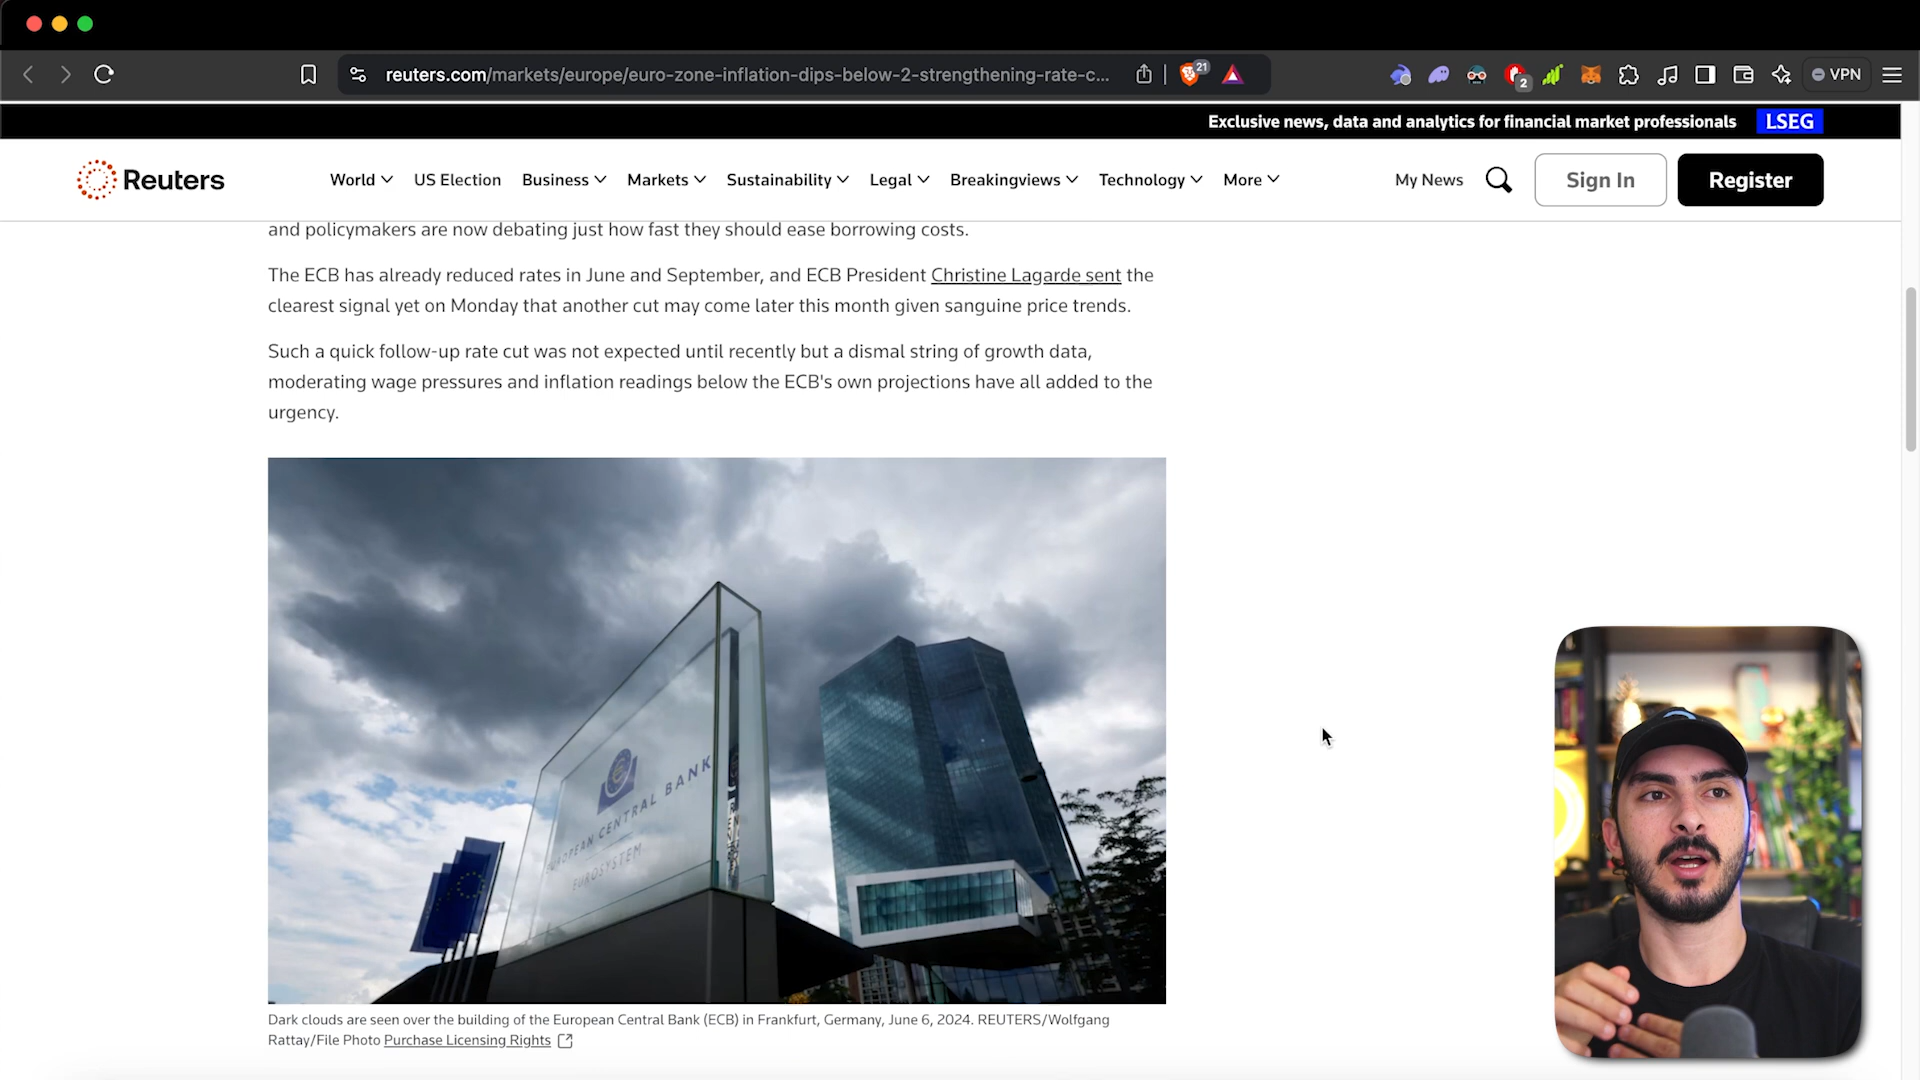 reuters.com/markets/europe/euro-zone-inflation-dips-below-2-strengthening-rate-c...
21
2
VPN
Exclusive news, data and analytics for financial market professionals LSEG
Reuters
World US Election Business Markets Sustainability Legal Breakingviews Technology More
My News Sign In Register
and policymakers are now debating just how fast they should ease borrowing costs.
The ECB has already reduced rates in June and September, and ECB President Christine Lagarde sent the
clearest signal yet on Monday that another cut may come later this month given sanguine price trends.
Such a quick follow-up rate cut was not expected until recently but a dismal string of growth data,
moderating wage pressures and inflation readings below the ECB's own projections have all added to the
urgency.
EUROPEAN CENTRAL BANK
EUROSYSTEM
Dark clouds are seen over the building of the European Central Bank (ECB) in Frankfurt, Germany, June 6, 2024. REUTERS/Wolfgang
Rattay/File Photo Purchase Licensing Rights